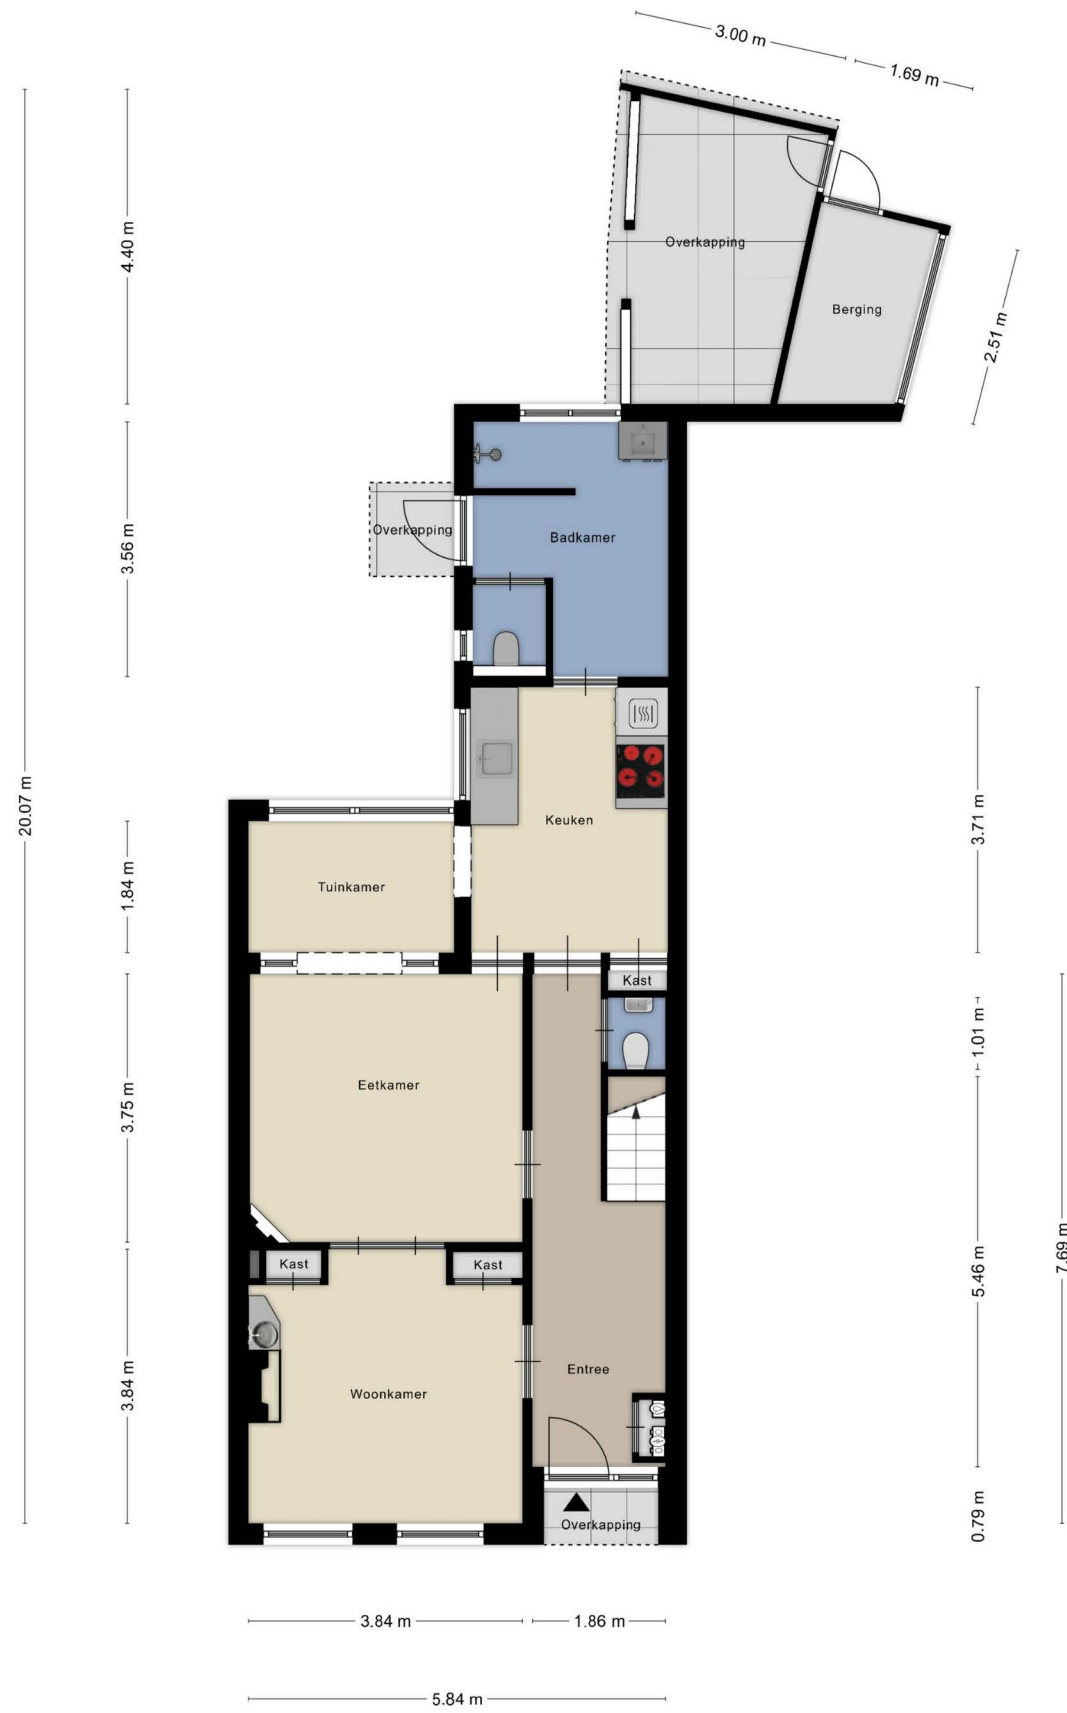 3.00 m
1.69 m
4.40 m
Overkapping
Berging
2.51 m
Overkapping
Badkamer
3.56 m
20.07 m
Keuken
3.71 m
Tuinkamer
1.84 m
Kast
1.01 m
Eetkamer
3.75 m
Kast
Kast
5.46 m
7.69 m
Entree
Woonkamer
3.84 m
Overkapping
0.79 m
3.84 m
1.86 m
5.84 m